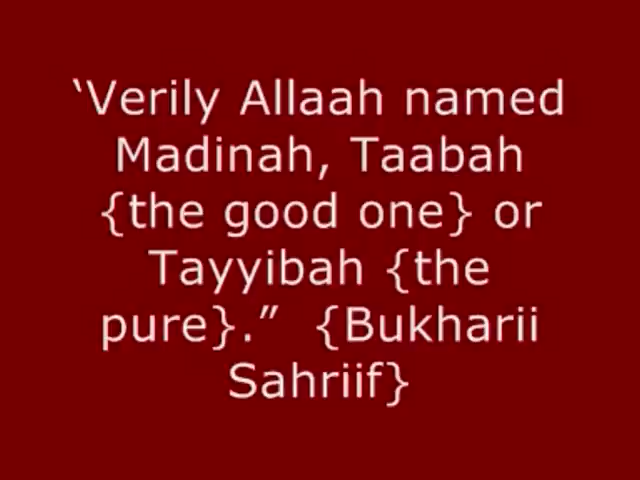 ‘Verily Allaah named
Madinah, Taabah
{the good one} or
Tayyibah {the
pure}.”  {Bukharii
Sahriif}